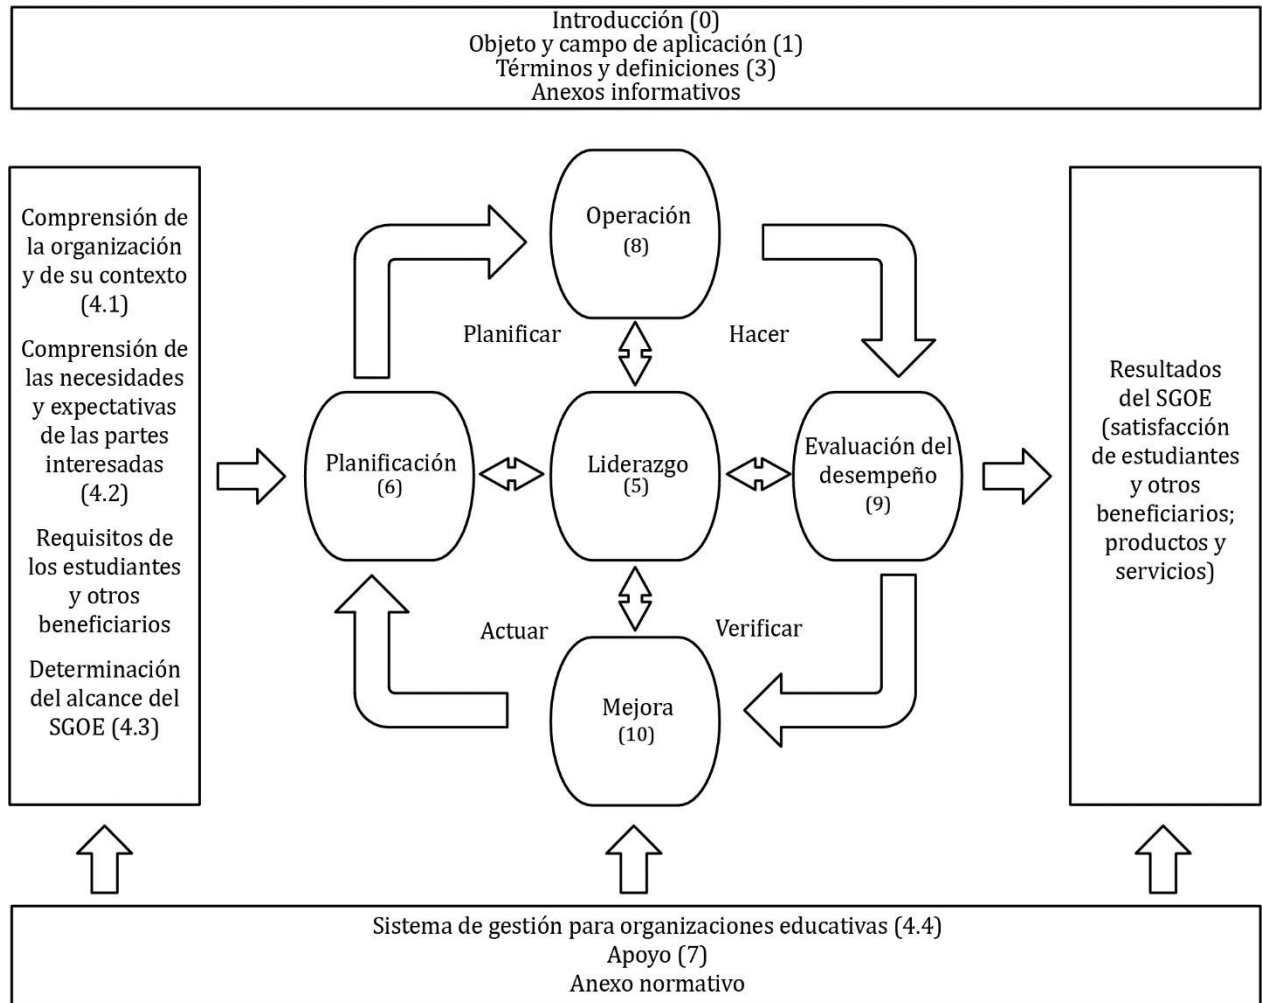 Introducción (0)
Objeto y campo de aplicación (1)
Términos y definiciones (3)
Anexos informativos
Comprensión de
la organización
y de su contexto
(4.1)
Comprensión de
las necesidades
y expectativas
de las partes
interesadas
(4.2)
Requisitos de
los estudiantes
y otros
beneficiarios
Determinación
del alcance del
SGOE (4.3)
Operación
(8)
Planificar
Hacer
Planificación
(6)
Liderazgo
(5)
Evaluación del
desempeño
(9)
Actuar
Verificar
Mejora
(10)
Resultados
del SGOE
(satisfacción
de estudiantes
y otros
beneficiarios;
productos y
servicios)
Sistema de gestión para organizaciones educativas (4.4)
Apoyo (7)
Anexo normativo